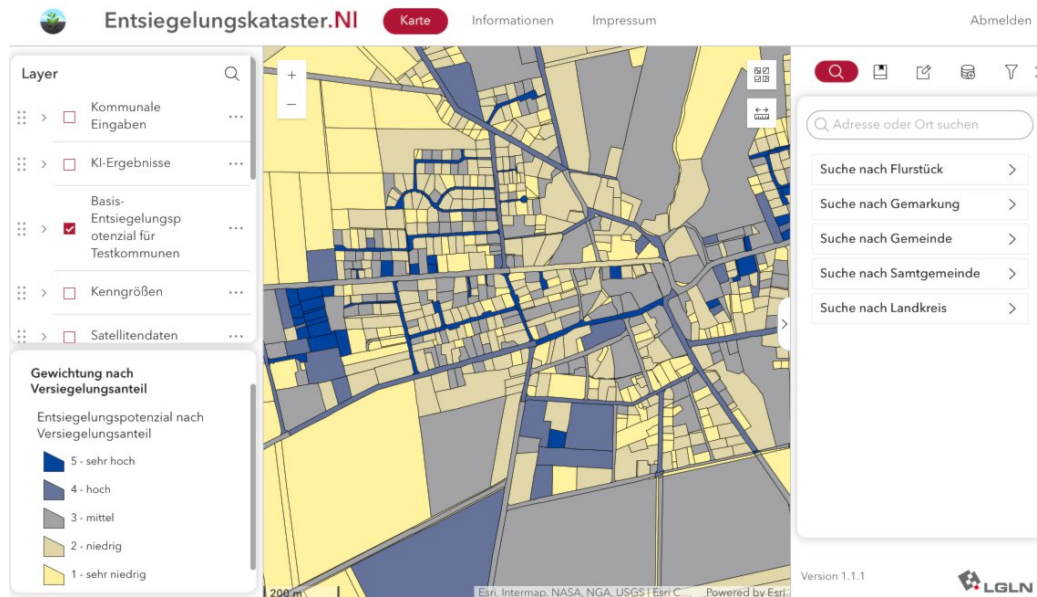 Entsiegelungskataster.NI
Karte
Informationen
Impressum
Abmelden
Layer
Kommunale
Eingaben
KI-Ergebnisse
Basis-
Entsiegelungsp
otenzial für
Testkommunen
Kenngrößen
Satellitendaten
Gewichtung nach
Versiegelungsanteil
Entsiegelungspotenzial nach
Versiegelungsanteil
5 - sehr hoch
4 - hoch
3 - mittel
2 - niedrig
1 - sehr niedrig
200 m
Esri, Intermap, NASA, NGA, USGS | Esri C... Powered by Esri
Adresse oder Ort suchen
Suche nach Flurstück
Suche nach Gemarkung
Suche nach Gemeinde
Suche nach Samtgemeinde
Suche nach Landkreis
Version 1.1.1
LGLN